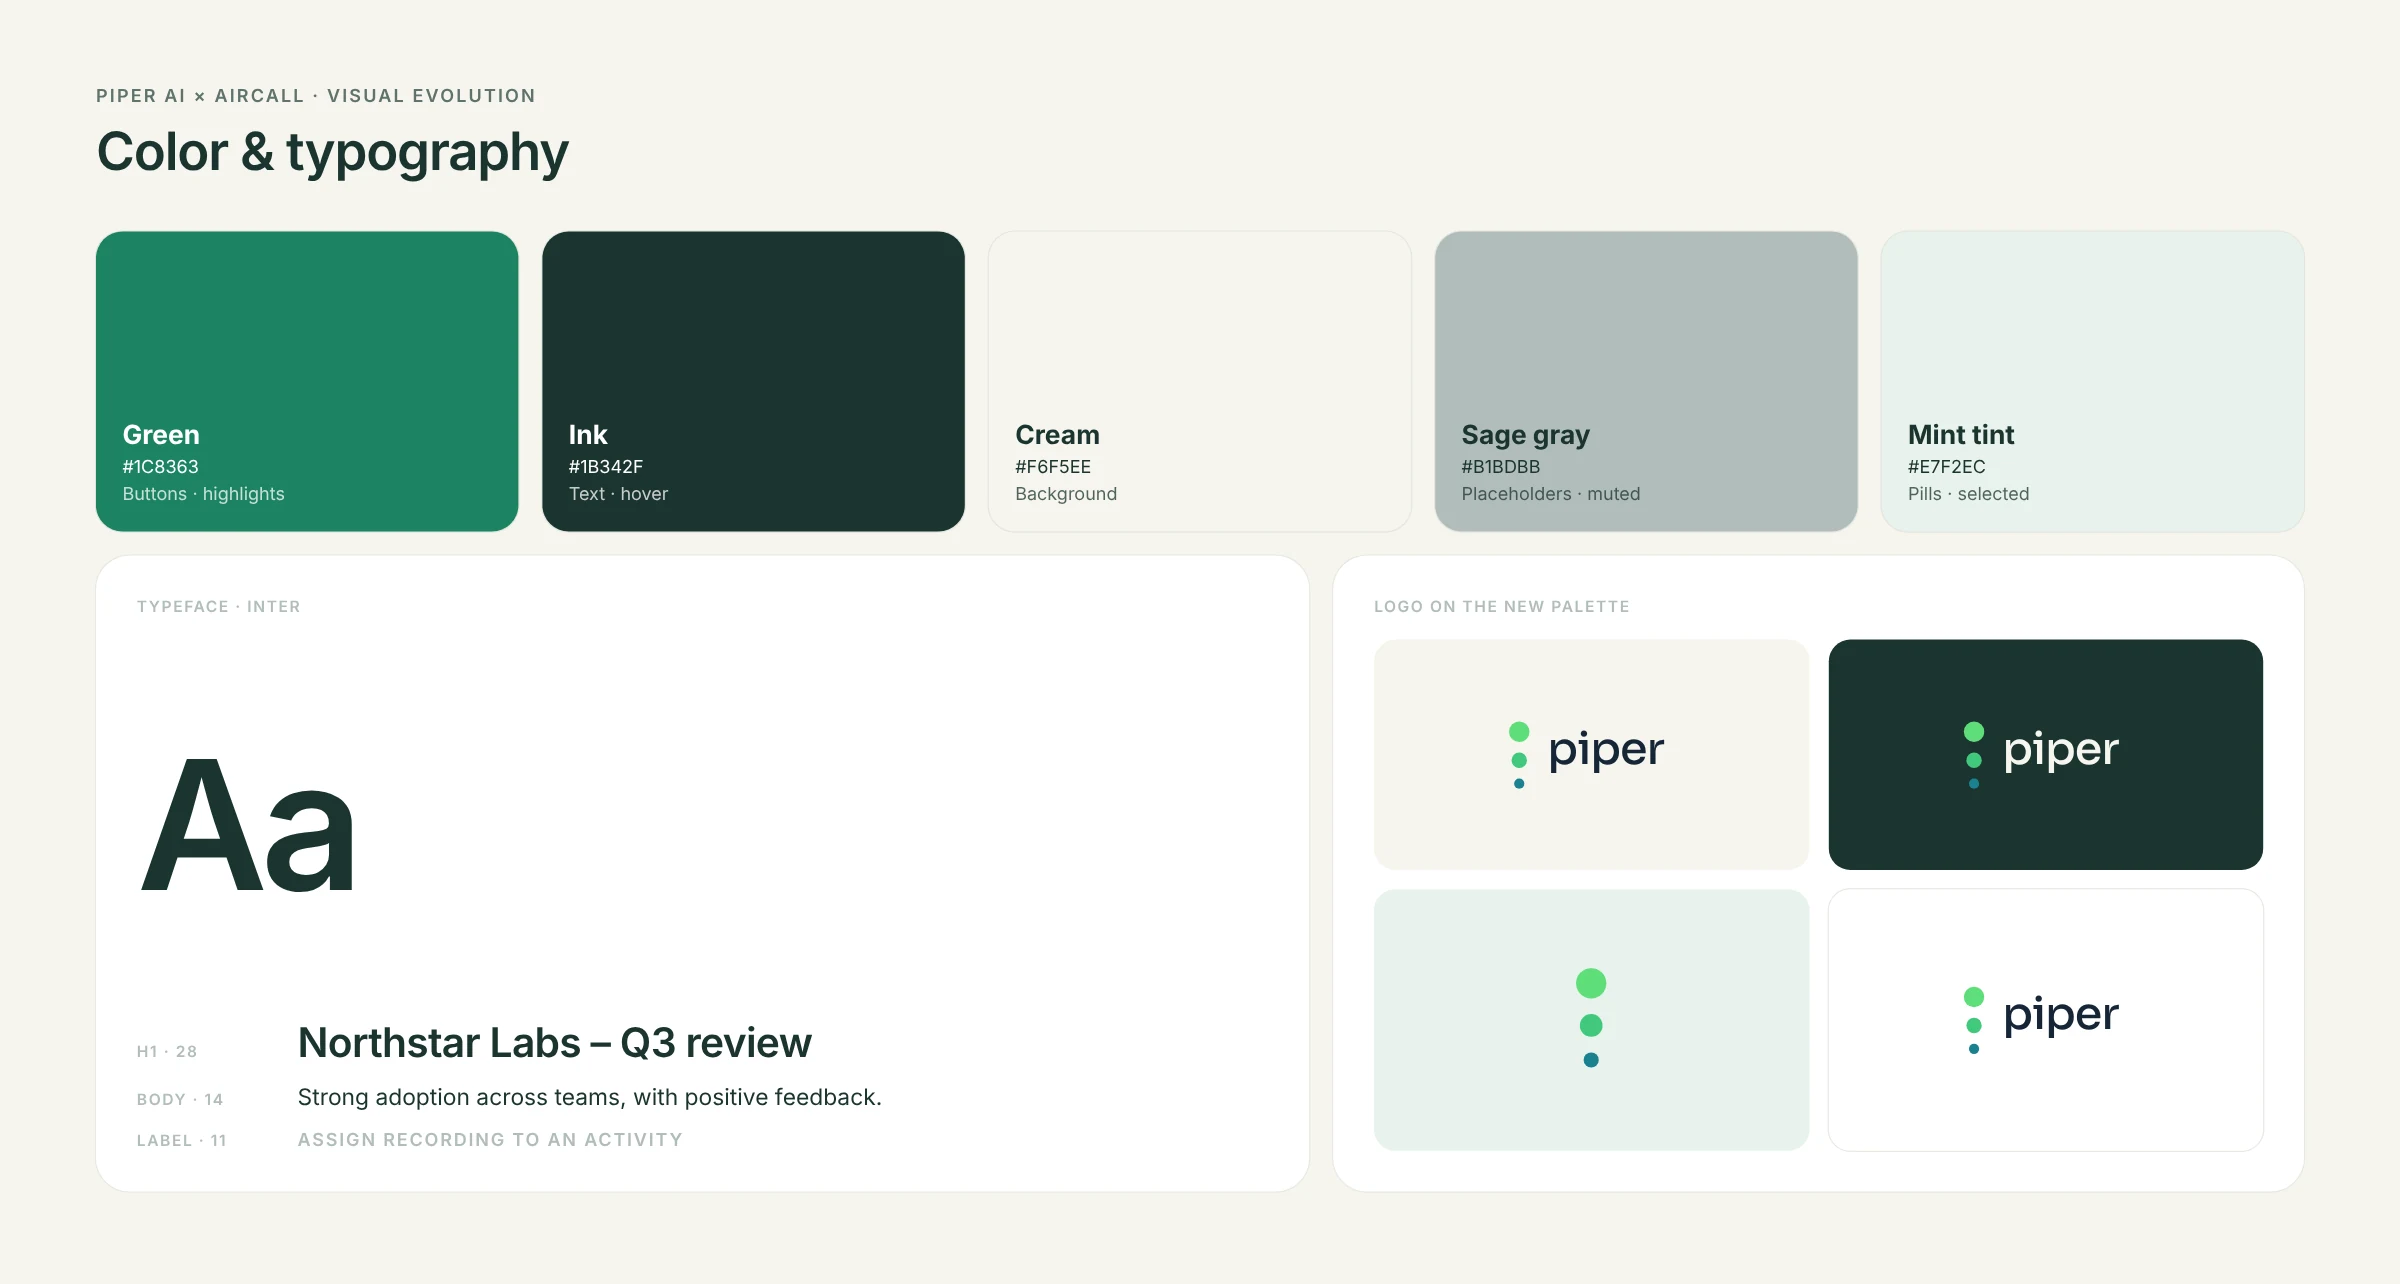 PIPER AI × AIRCALL · VISUAL EVOLUTION
Color & typography
Green
#1C8363
Buttons · highlights
Ink
#1B342F
Text · hover
Cream
#F6F5EE
Background
Sage gray
#B1BDBB
Placeholders · muted
Mint tint
#E7F2EC
Pills · selected
TYPEFACE · INTER
Aa
H1 · 28
Northstar Labs – Q3 review
BODY · 14
Strong adoption across teams, with positive feedback.
LABEL · 11
ASSIGN RECORDING TO AN ACTIVITY
LOGO ON THE NEW PALETTE
piper
piper
piper